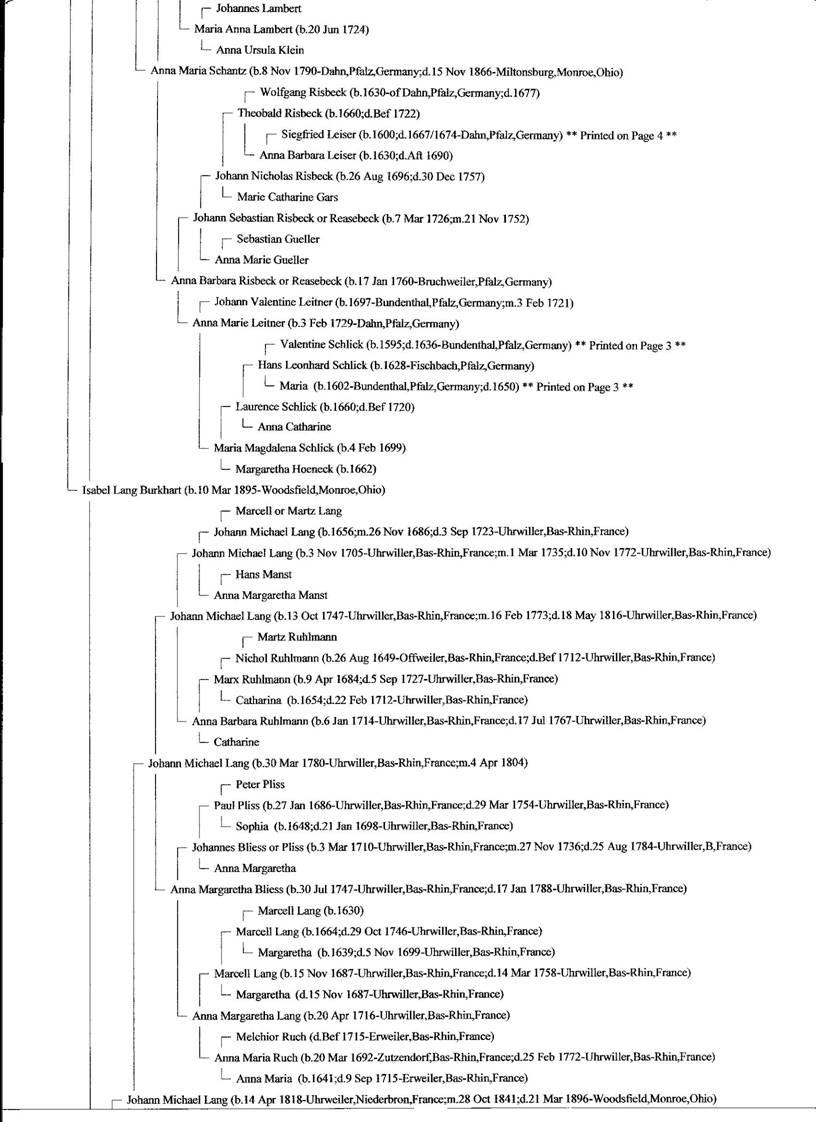 Johannes Lambert
Maria Anna Lambert (b.20 Jun 1724)
Anna Ursula Klein
Anna Maria Schantz (b.8 Nov 1790-Dahn,Pfalz,Germany;d.15 Nov 1866-Miltonsburg,Monroe,Ohio)
Wolfgang Risbeck (b.1630-of Dahn,Pfalz,Germany;d.1677)
Theobald Risbeck (b.1660;d.Bef 1722)
Siegfried Leiser (b.1600;d.1667/1674-Dahn,Pfalz,Germany) ** Printed on Page 4 **
Anna Barbara Leiser (b.1630;d.Aft 1690)
Johann Nicholas Risbeck (b.26 Aug 1696;d.30 Dec 1757)
Marie Catharine Gars
Johann Sebastian Risbeck or Reasebeck (b.7 Mar 1726;m.21 Nov 1752)
Sebastian Gueller
Anna Marie Gueller
Anna Barbara Risbeck or Reasebeck (b.17 Jan 1760-Bruchweiler,Pfalz,Germany)
Johann Valentine Leitner (b.1697-Bundenthal,Pfalz,Germany;m.3 Feb 1721)
Anna Marie Leitner (b.3 Feb 1729-Dahn,Pfalz,Germany)
Valentine Schlick (b.1595;d.1636-Bundenthal,Pfalz,Germany) ** Printed on Page 3 **
Hans Leonhard Schlick (b.1628-Fischbach,Pfalz,Germany)
Maria (b.1602-Bundenthal,Pfalz,Germany;d.1650) ** Printed on Page 3 **
Laurence Schlick (b.1660;d.Bef 1720)
Anna Catharine
Maria Magdalena Schlick (b.4 Feb 1699)
Margaretha Hoeneck (b.1662)
Isabel Lang Burkhart (b.10 Mar 1895-Woodsfield,Monroe,Ohio)
Marcell or Martz Lang
Johann Michael Lang (b.1656;m.26 Nov 1686;d.3 Sep 1723-Uhrwiller,Bas-Rhin,France)
Johann Michael Lang (b.3 Nov 1705-Uhrwiller,Bas-Rhin,France;m.1 Mar 1735;d.10 Nov 1772-Uhrwiller,Bas-Rhin,France)
Hans Manst
Anna Margaretha Manst
Johann Michael Lang (b.13 Oct 1747-Uhrwiller,Bas-Rhin,France;m.16 Feb 1773;d.18 May 1816-Uhrwiller,Bas-Rhin,France)
Martz Ruhlmann
Nichol Ruhlmann (b.26 Aug 1649-Offweiler,Bas-Rhin,France;d.Bef 1712-Uhrwiller,Bas-Rhin,France)
Marx Ruhlmann (b.9 Apr 1684;d.5 Sep 1727-Uhrwiller,Bas-Rhin,France)
Catharina (b.1654;d.22 Feb 1712-Uhrwiller,Bas-Rhin,France)
Anna Barbara Ruhlmann (b.6 Jan 1714-Uhrwiller,Bas-Rhin,France;d.17 Jul 1767-Uhrwiller,Bas-Rhin,France)
Catharine
Johann Michael Lang (b.30 Mar 1780-Uhrwiller,Bas-Rhin,France;m.4 Apr 1804)
Peter Pliss
Paul Pliss (b.27 Jan 1686-Uhrwiller,Bas-Rhin,France;d.29 Mar 1754-Uhrwiller,Bas-Rhin,France)
Sophia (b.1648;d.21 Jan 1698-Uhrwiller,Bas-Rhin,France)
Johannes Bliess or Pliss (b.3 Mar 1710-Uhrwiller,Bas-Rhin,France;m.27 Nov 1736;d.25 Aug 1784-Uhrwiller,B,France)
Anna Margaretha
Anna Margaretha Bliess (b.30 Jul 1747-Uhrwiller,Bas-Rhin,France;d.17 Jan 1788-Uhrwiller,Bas-Rhin,France)
Marcell Lang (b.1630)
Marcell Lang (b.1664;d.29 Oct 1746-Uhrwiller,Bas-Rhin,France)
Margaretha (b.1639;d.5 Nov 1699-Uhrwiller,Bas-Rhin,France)
Marcell Lang (b.15 Nov 1687-Uhrwiller,Bas-Rhin,France;d.14 Mar 1758-Uhrwiller,Bas-Rhin,France)
Margaretha (d.15 Nov 1687-Uhrwiller,Bas-Rhin,France)
Anna Margaretha Lang (b.20 Apr 1716-Uhrwiller,Bas-Rhin,France)
Melchior Ruch (d.Bef 1715-Erweiler,Bas-Rhin,France)
Anna Maria Ruch (b.20 Mar 1692-Zutzendorf,Bas-Rhin,France;d.25 Feb 1772-Uhrwiller,Bas-Rhin,France)
Anna Maria (b.1641;d.9 Sep 1715-Erweiler,Bas-Rhin,France)
Johann Michael Lang (b.14 Apr 1818-Uhrweiler,Niederbron,France;m.28 Oct 1841;d.21 Mar 1896-Woodsfield,Monroe,Ohio)